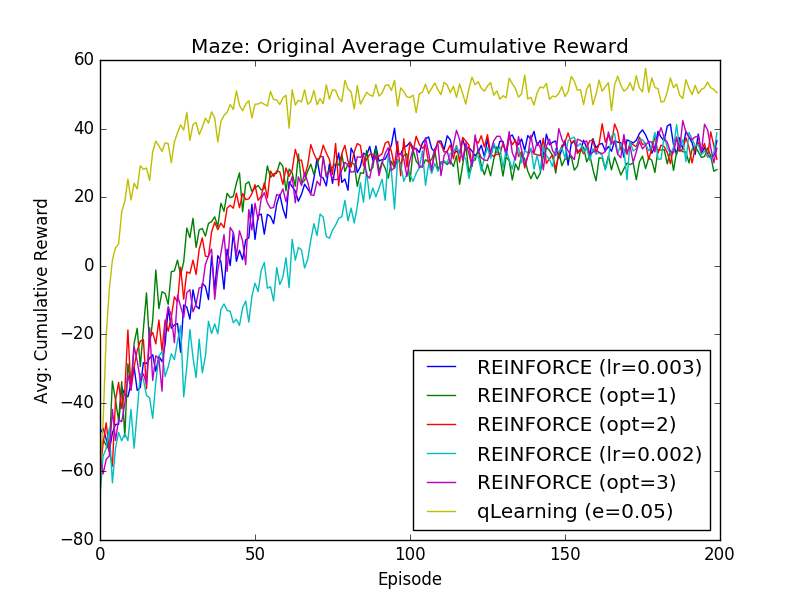 Maze: Original Average Cumulative Reward
60
40
20
0
−20
−40
−60
−80
Avg: Cumulative Reward
REINFORCE (lr=0.003)
REINFORCE (opt=1)
REINFORCE (opt=2)
REINFORCE (lr=0.002)
REINFORCE (opt=3)
qLearning (e=0.05)
0 50 100 150 200
Episode